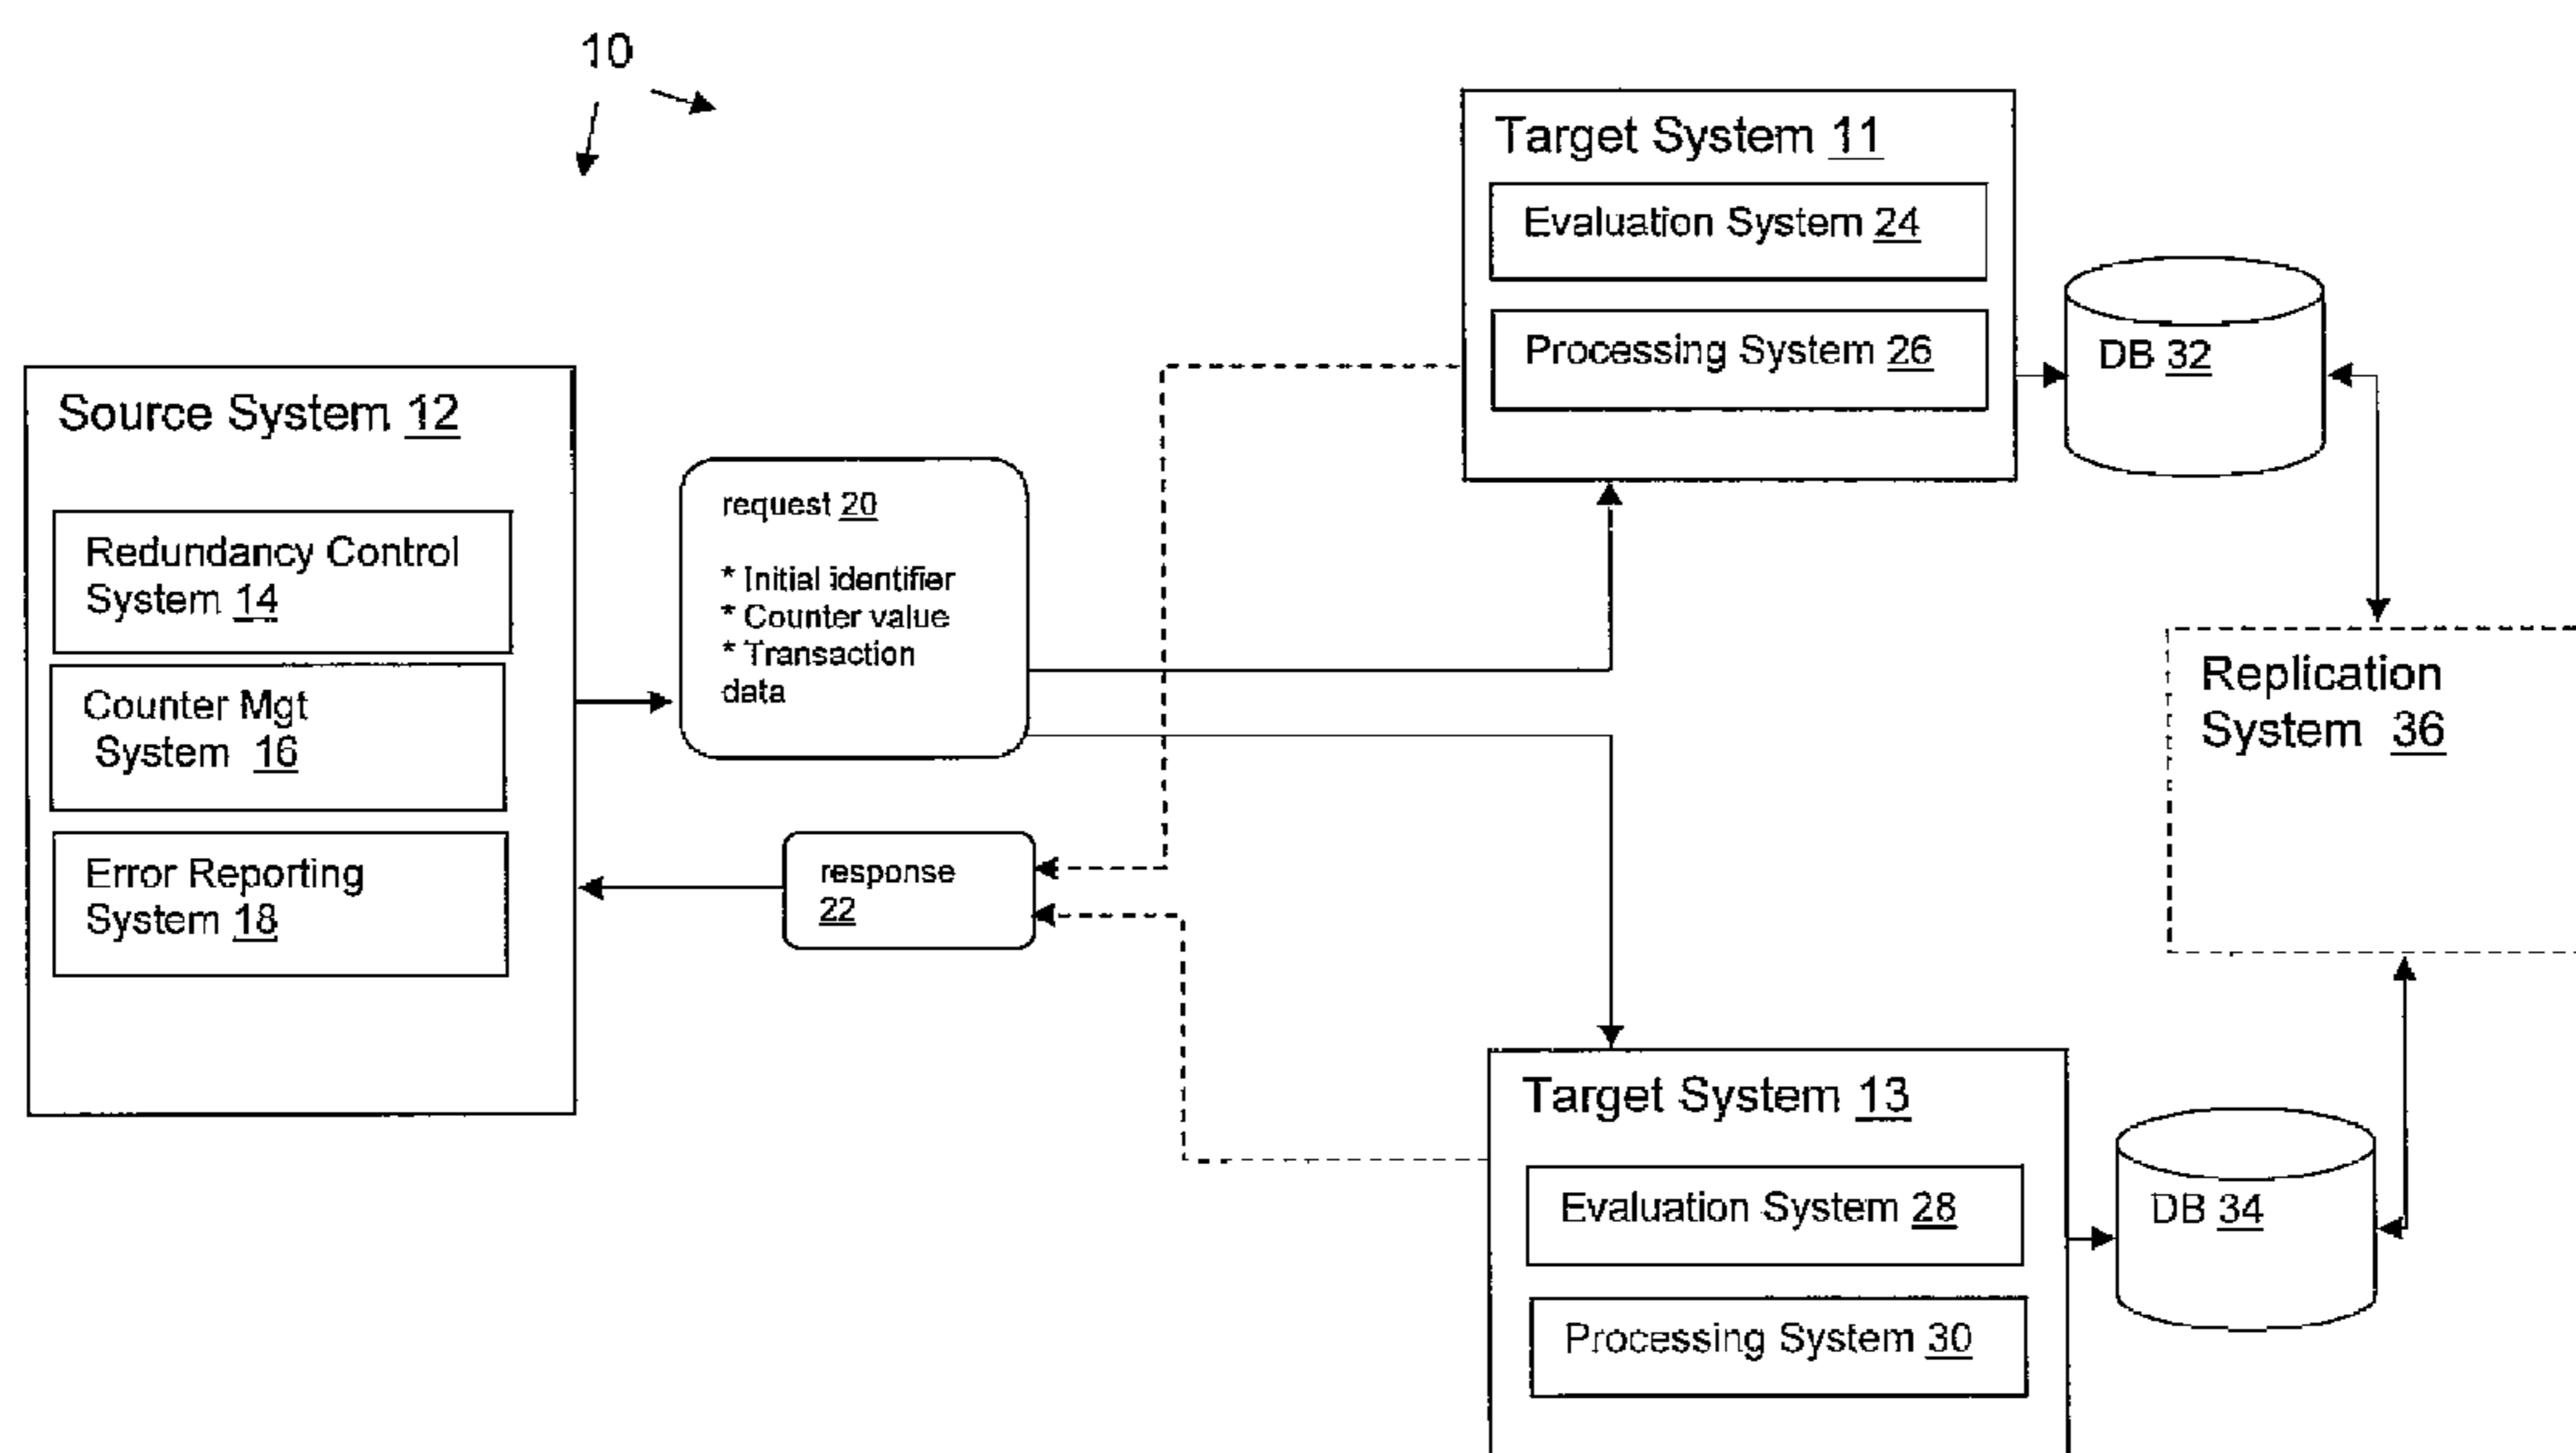 10
Source System 12
Redundancy Control
System 14
Counter Mgt
System 16
Error Reporting
System 18
request 20
* Initial identifier
* Counter value
* Transaction
data
response
22
Target System 11
Evaluation System 24
Processing System 26
DB 32
Replication
System 36
Target System 13
Evaluation System 28
Processing System 30
DB 34